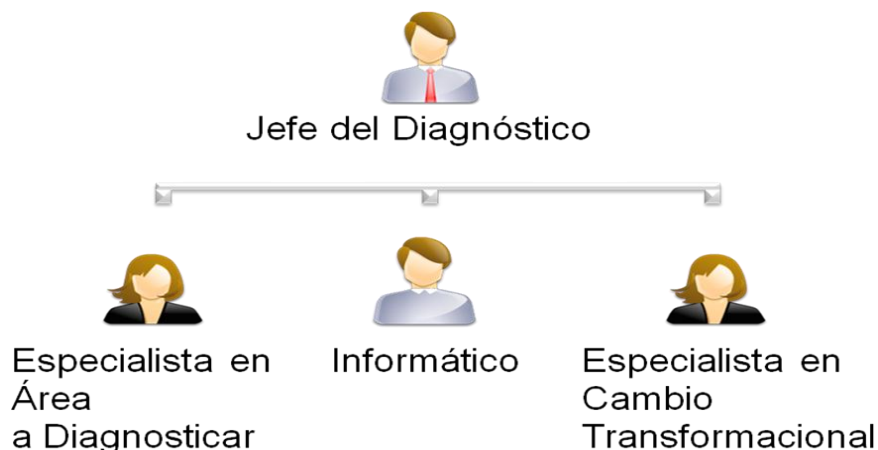 Jefe del Diagnóstico
Especialista en
Área
a Diagnosticar
Informático
Especialista en
Cambio
Transformacional